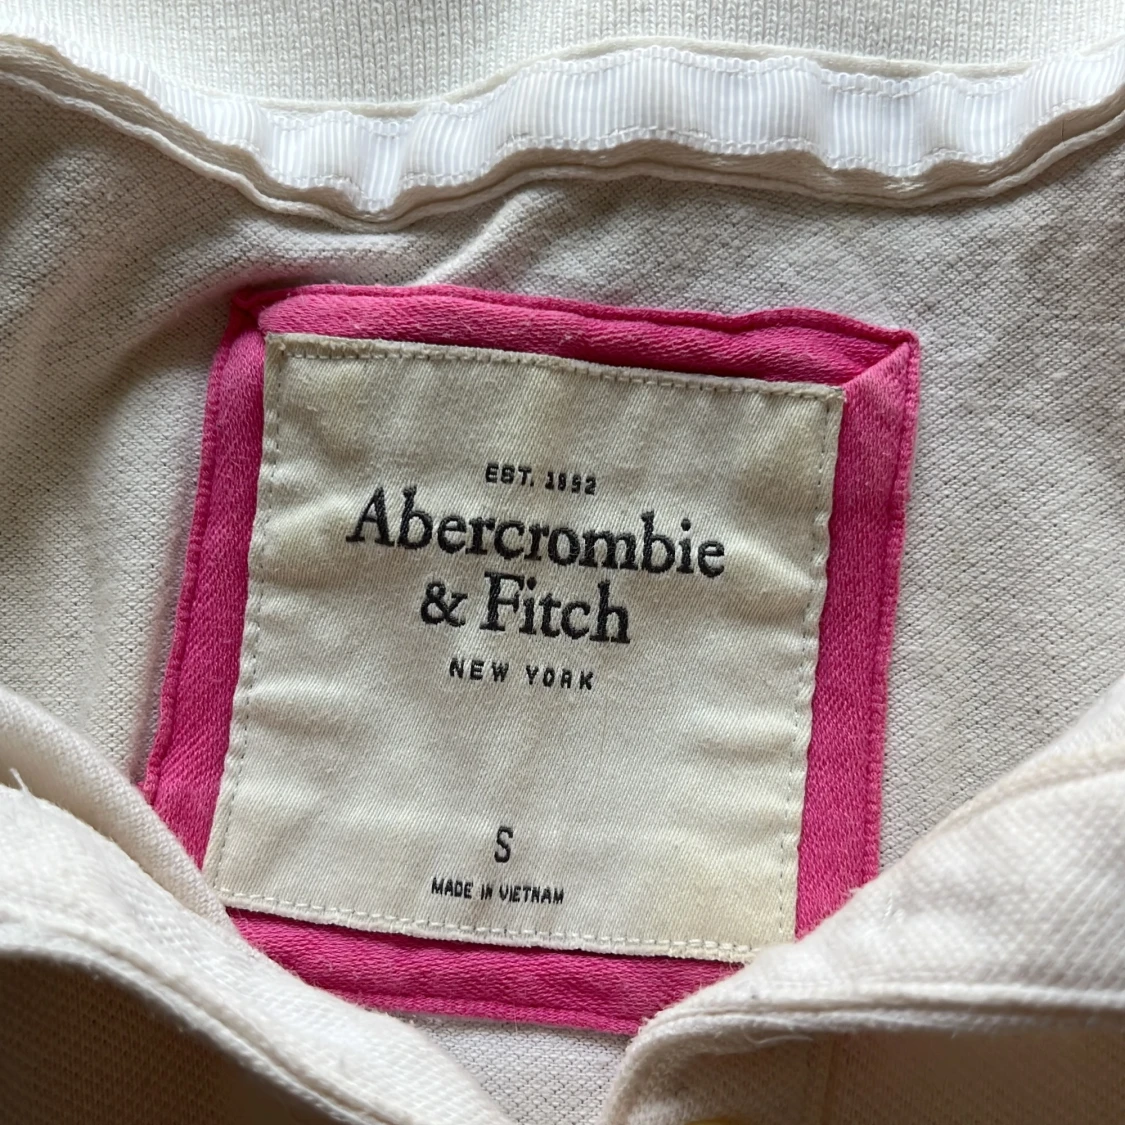 EST. 1892
Abercrombie
& Fitch
NEW YORK
S
MADE IN VIETNAM